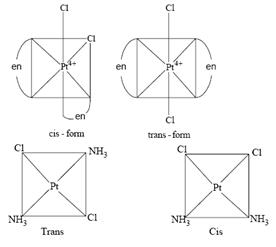 Cl Cl
Cl
en Pt4+ en Pt4+ en
en Cl
cis - form trans - form
Cl NH3 Cl Cl
Pt Pt
NH3 Cl NH3 NH3
Trans Cis